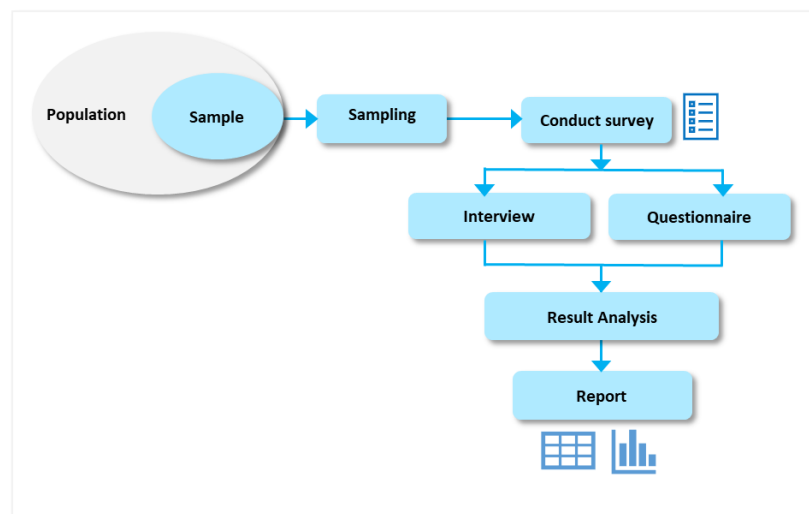 Population
Sample
Sampling
Conduct survey
Interview
Questionnaire
Result Analysis
Report